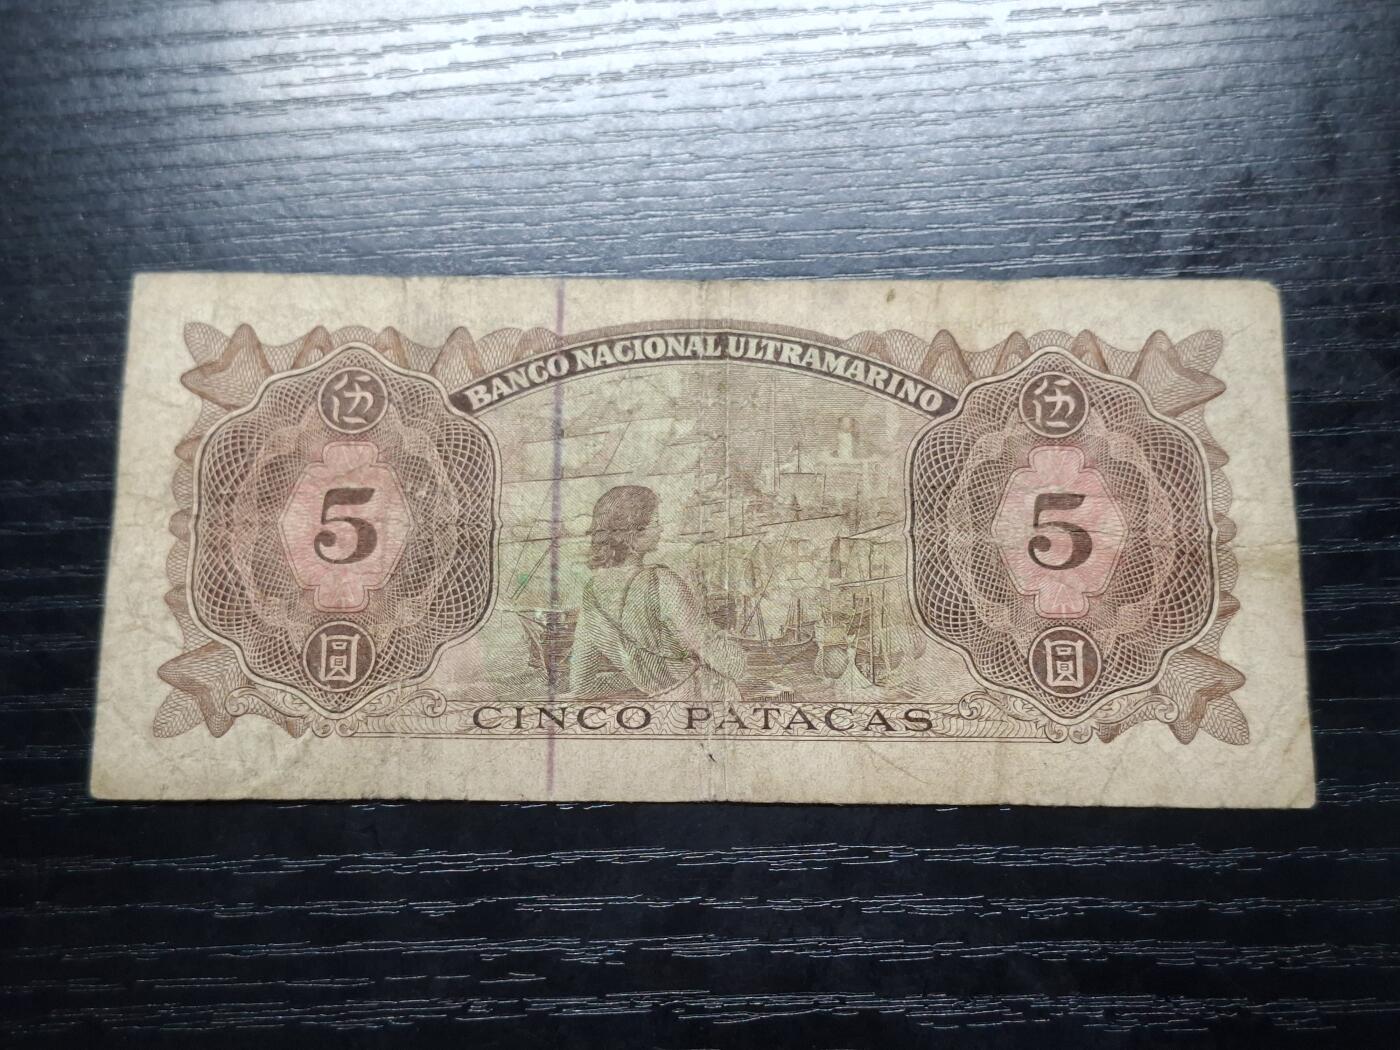 BANCO NACIONAL ULTRAMARINO
伍
伍
5
5
圓
圓
CINCO PATACAS